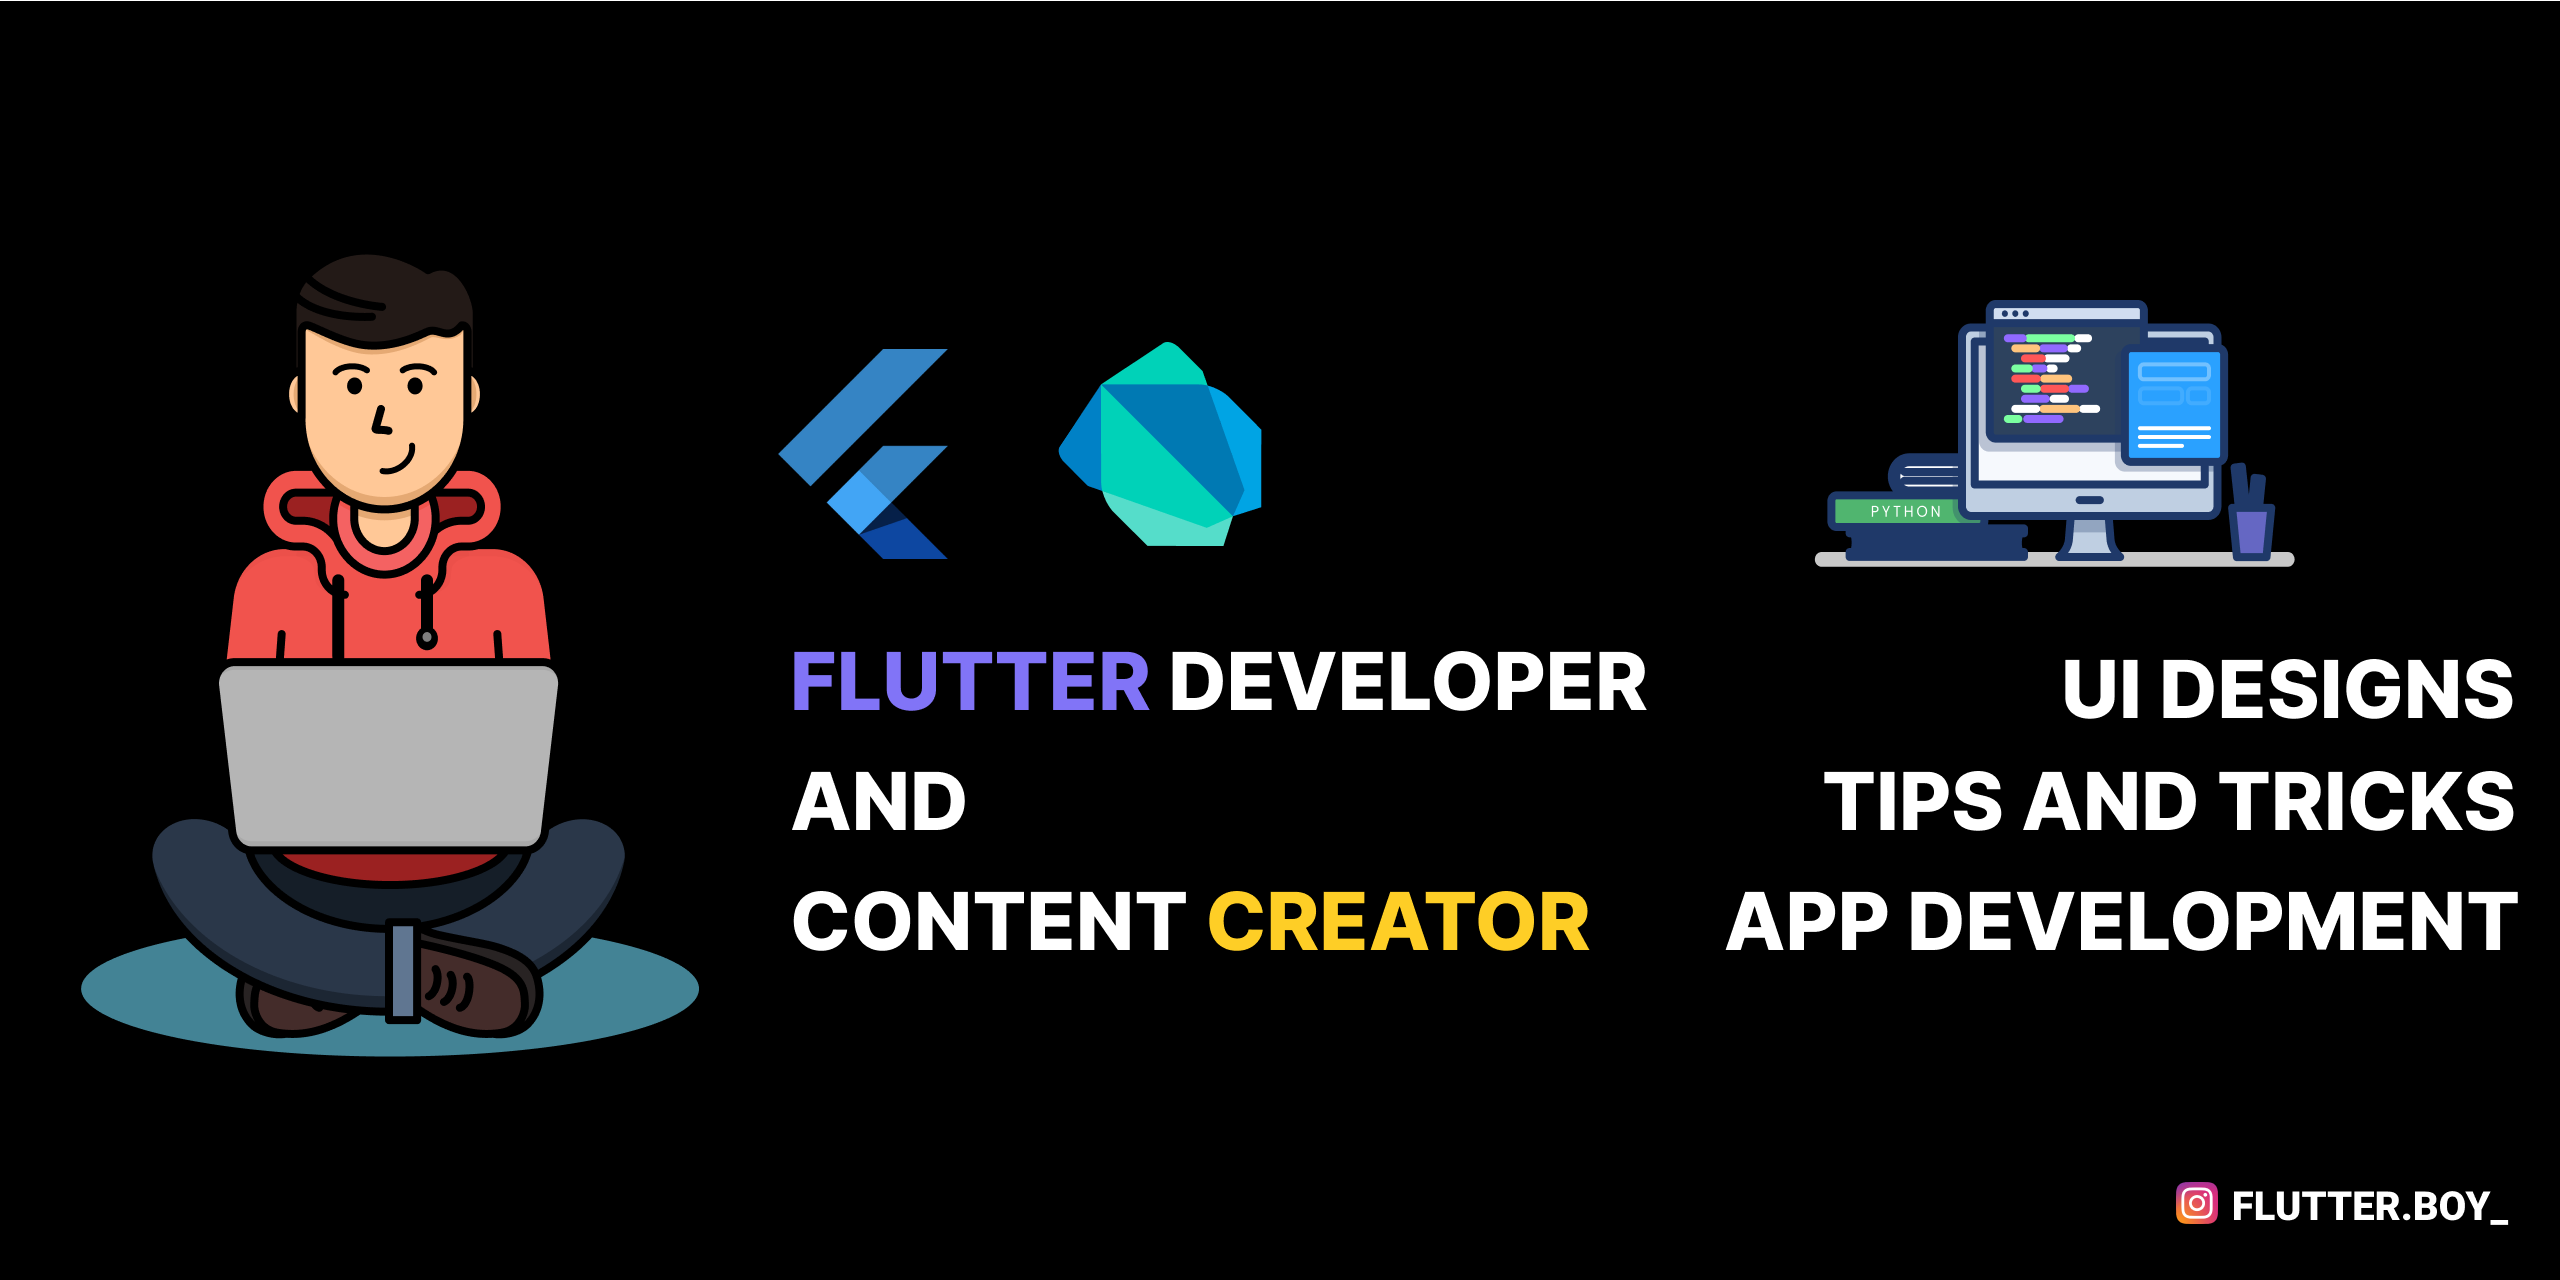 PYTHON
FLUTTER DEVELOPER
AND
CONTENT CREATOR
UI DESIGNS
TIPS AND TRICKS
APP DEVELOPMENT
FLUTTER.BOY_